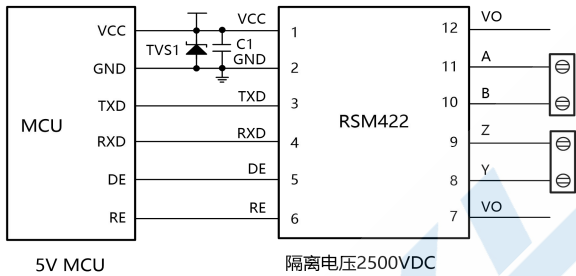 VCC
GND
TXD
RXD
DE
RE
MCU
5V MCU
TVS1
C1
VCC
GND
TXD
RXD
DE
RE
1
2
3
4
5
6
RSM422
12
11
10
9
8
7
VO
A
B
Z
Y
VO
隔离电压2500VDC